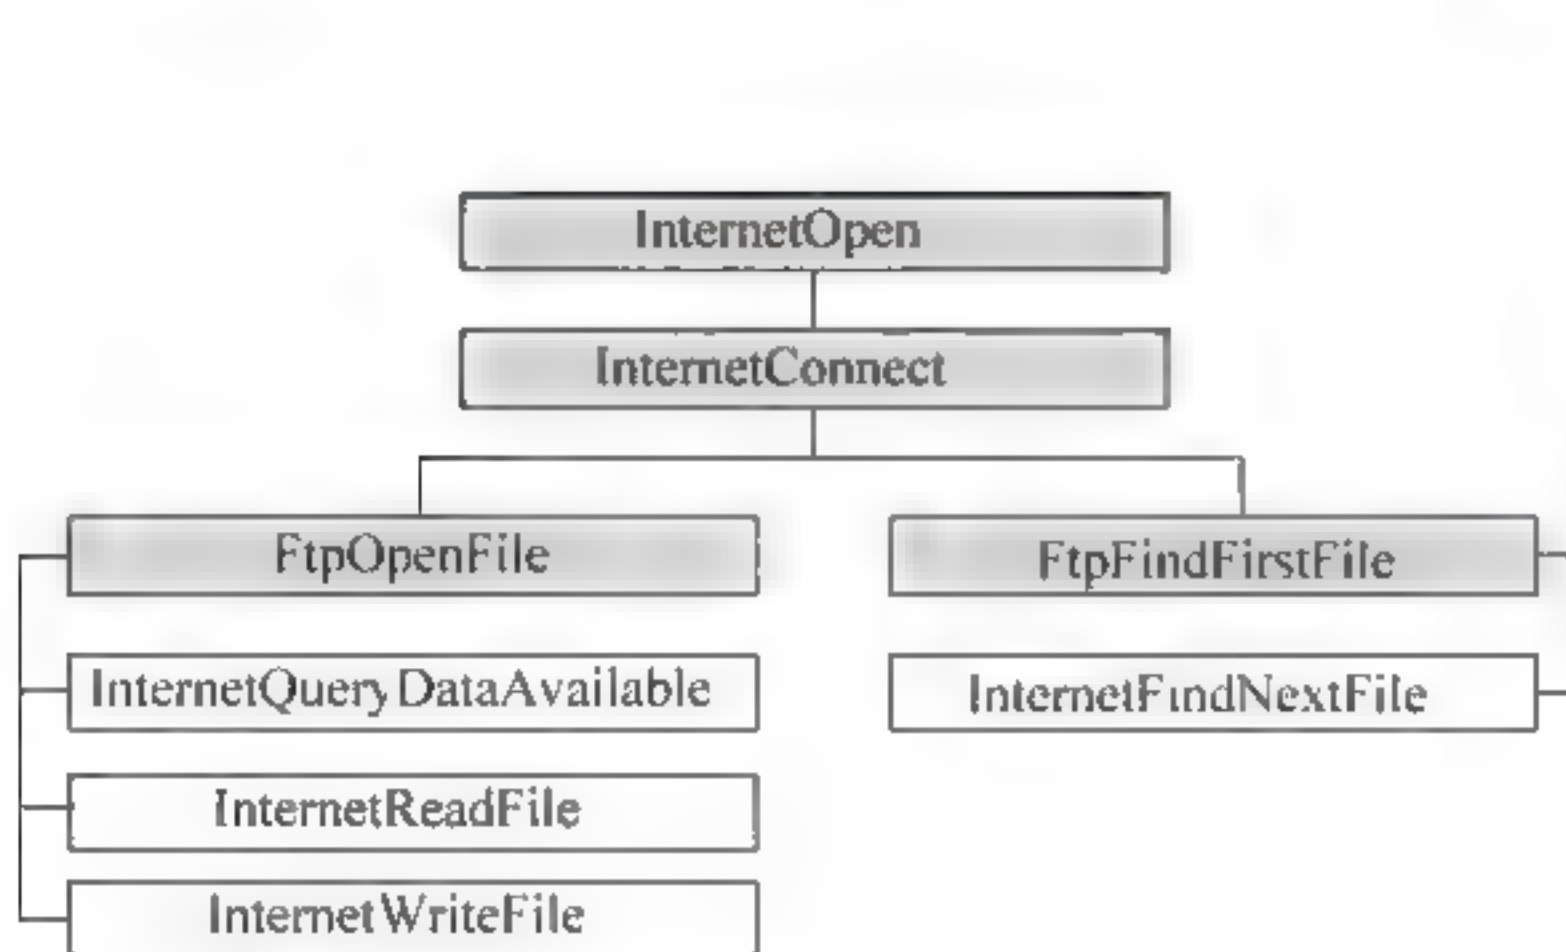 InternetOpen
InternetConnect
FtpOpenFile
FtpFindFirstFile
InternetQueryDataAvailable
InternetFindNextFile
InternetReadFile
InternetWriteFile